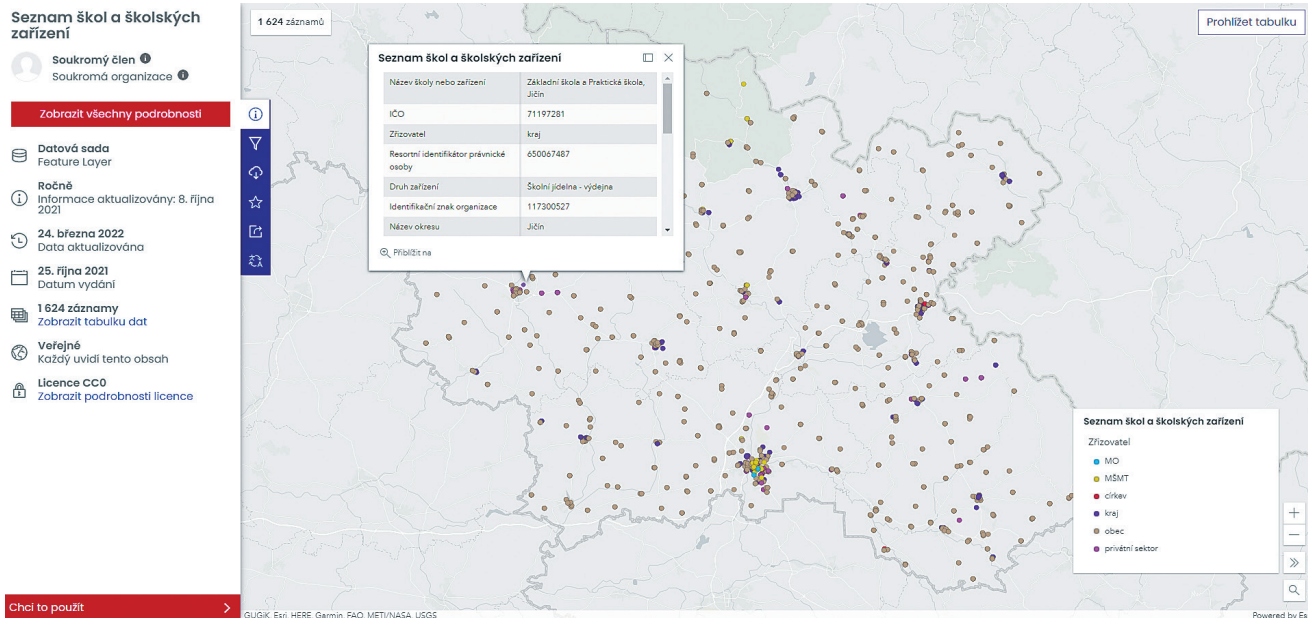 Seznam škol a školských
zařízení
Soukromý člen
Soukromá organizace
Zobrazit všechny podrobnosti
Datová sada
Feature Layer
Ročně
Informace aktualizovány: 8. října
2021
24. března 2022
Data aktualizována
25. října 2021
Datum vydání
1 624 záznamy
Zobrazit tabulku dat
Veřejné
Každý uvidí tento obsah
Licence CC0
Zobrazit podrobnosti licence
Chci to použít
1 624 záznamů
Prohlížet tabulku
Seznam škol a školských zařízení
Název školy nebo zařízení Základní škola a Praktická škola,
Jičín
IČO 71197281
Zřizovatel kraj
Resortní identifikátor právnické 650067487
osoby
Druh zařízení Školní jídelna - výdejna
Identifikační znak organizace 117300527
Název okresu Jičín
Přiblížit na
Seznam škol a školských zařízení
Zřizovatel
MO
MŠMT
církev
kraj
obec
privátní sektor
GUGiK, Esri, HERE, Garmin, FAO, METI/NASA, USGS
Powered by Es